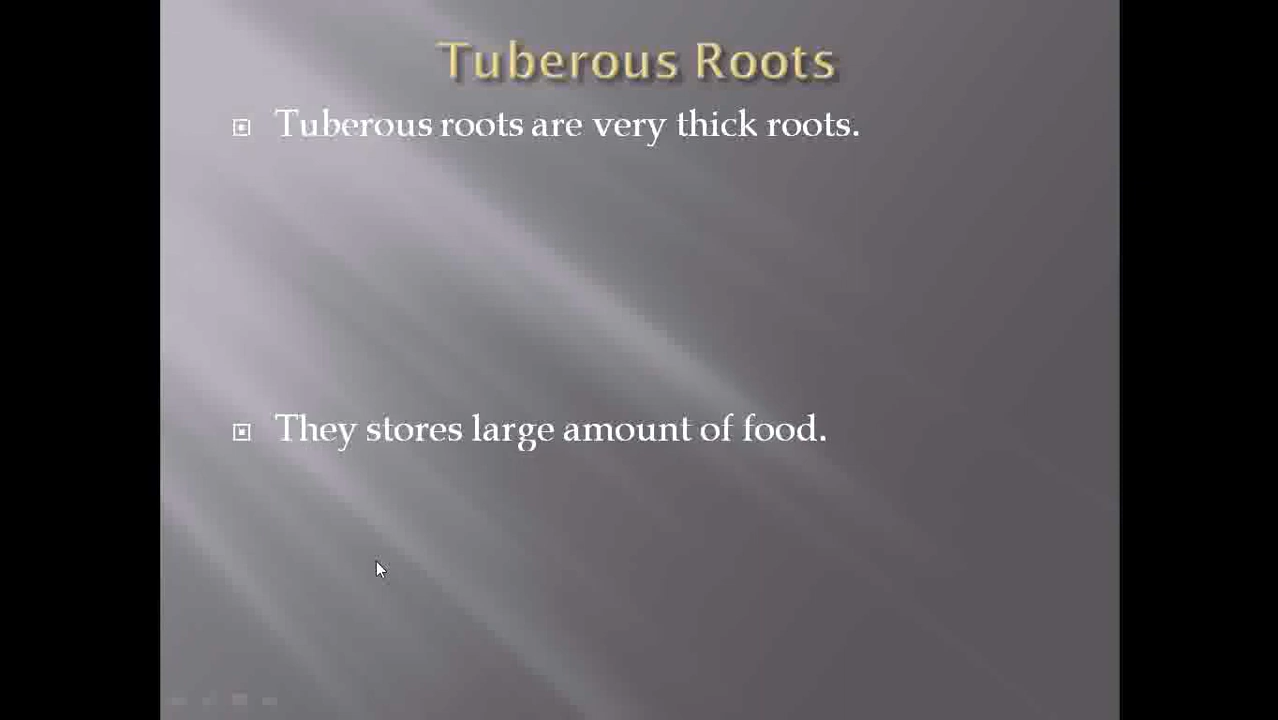 Tuberous Roots
Tuberous roots are very thick roots.
They stores large amount of food.